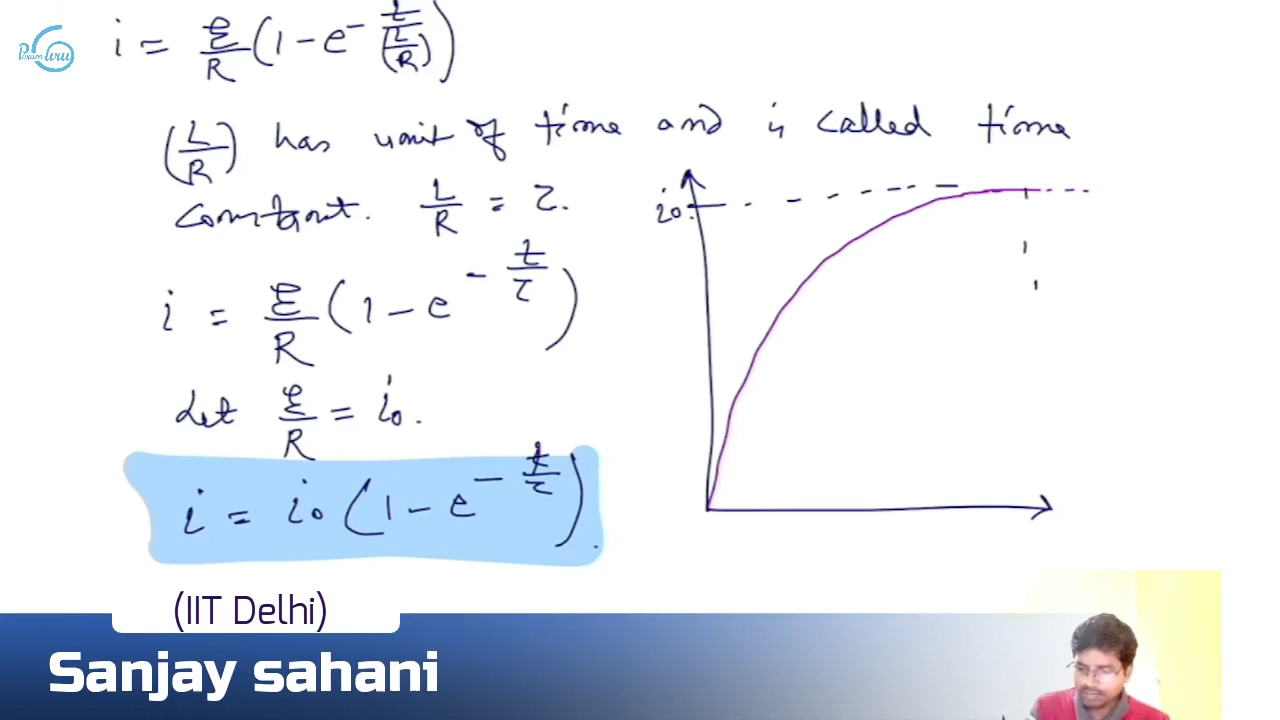 ParamGuru
i = ξ/R (1 - e^(-t/(L/R)))
(L/R) has unit of time and is called time
constant. L/R = τ.
i0.
i = ξ/R (1 - e^(-t/τ))
Let ξ/R = i0.
i = i0 (1 - e^(-t/τ)).
(IIT Delhi)
Sanjay sahani